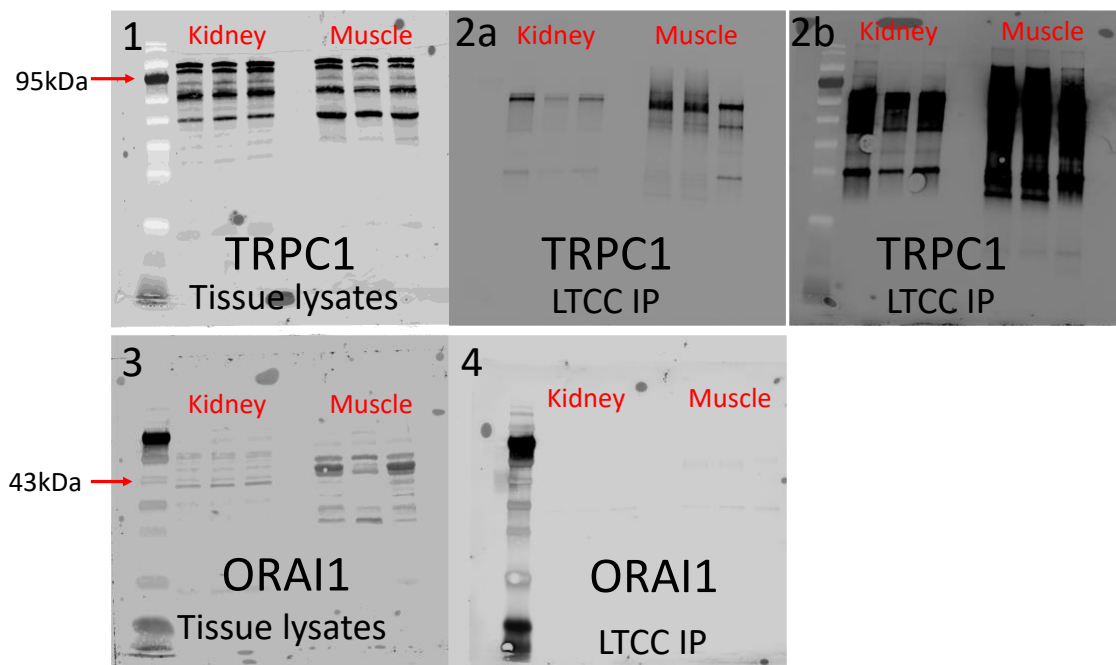 1
Kidney
Muscle
95kDa
TRPC1
Tissue lysates
2a
Kidney
Muscle
TRPC1
LTCC IP
2b
Kidney
Muscle
TRPC1
LTCC IP
3
Kidney
Muscle
43kDa
ORAI1
Tissue lysates
4
Kidney
Muscle
ORAI1
LTCC IP